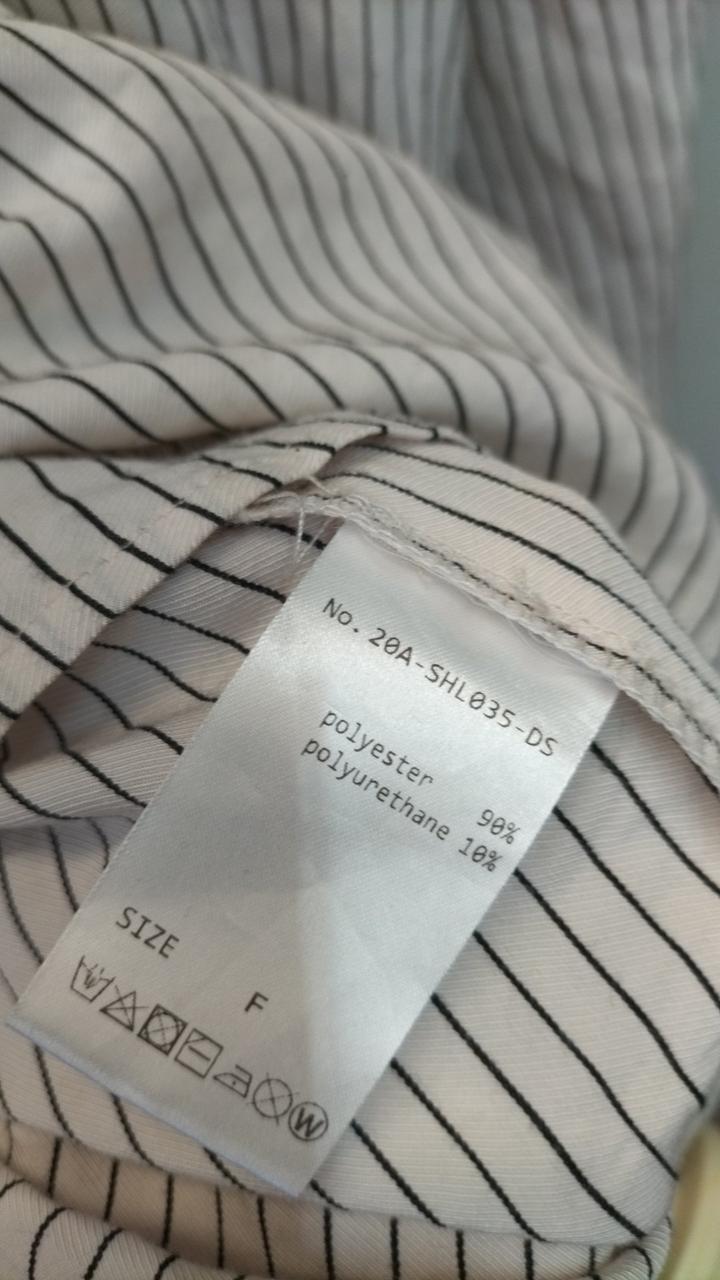 No. 20A-SHL035-DS
polyester 90%
polyurethane 10%
SIZE F
W